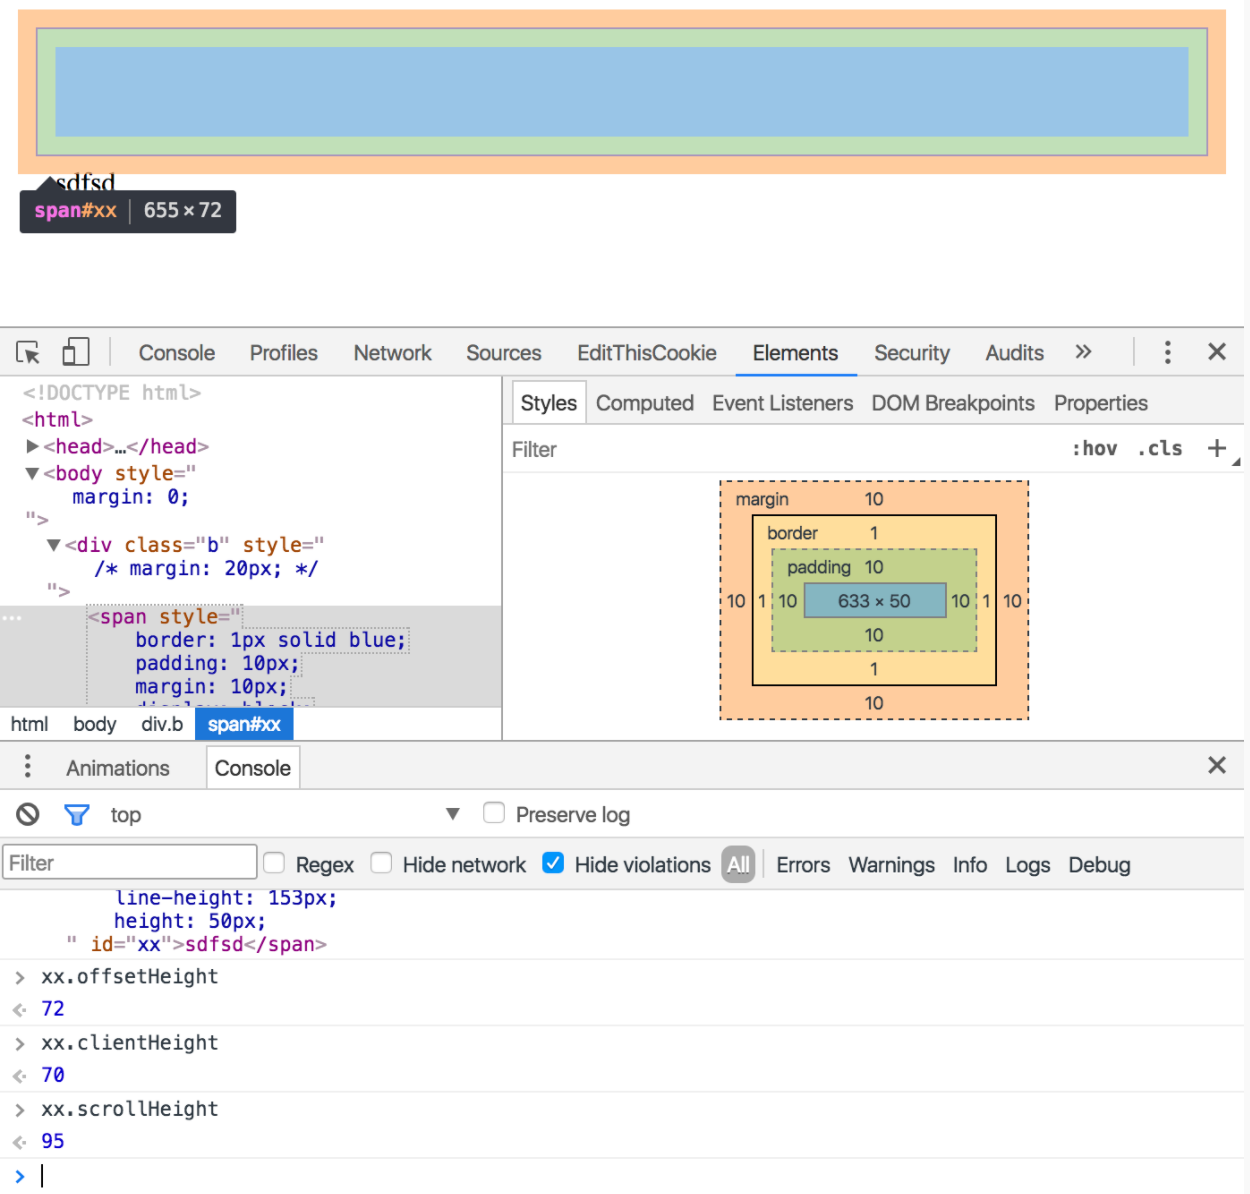 sdfsd
span#xx 655 × 72
Console Profiles Network Sources EditThisCookie Elements Security Audits »
<!DOCTYPE html>
<html>
▶<head>…</head>
▼<body style="
margin: 0;
">
▼<div class="b" style="
/* margin: 20px; */
">
<span style="
border: 1px solid blue;
padding: 10px;
margin: 10px;
html body div.b span#xx
Styles Computed Event Listeners DOM Breakpoints Properties
Filter :hov .cls +
margin 10
border 1
padding 10
10 1 10 633 × 50 10 1 10
10
1
10
Animations Console
top ▼ Preserve log
Filter Regex Hide network Hide violations All Errors Warnings Info Logs Debug
line-height: 153px;
height: 50px;
" id="xx">sdfsd</span>
> xx.offsetHeight
72
> xx.clientHeight
70
> xx.scrollHeight
95
>